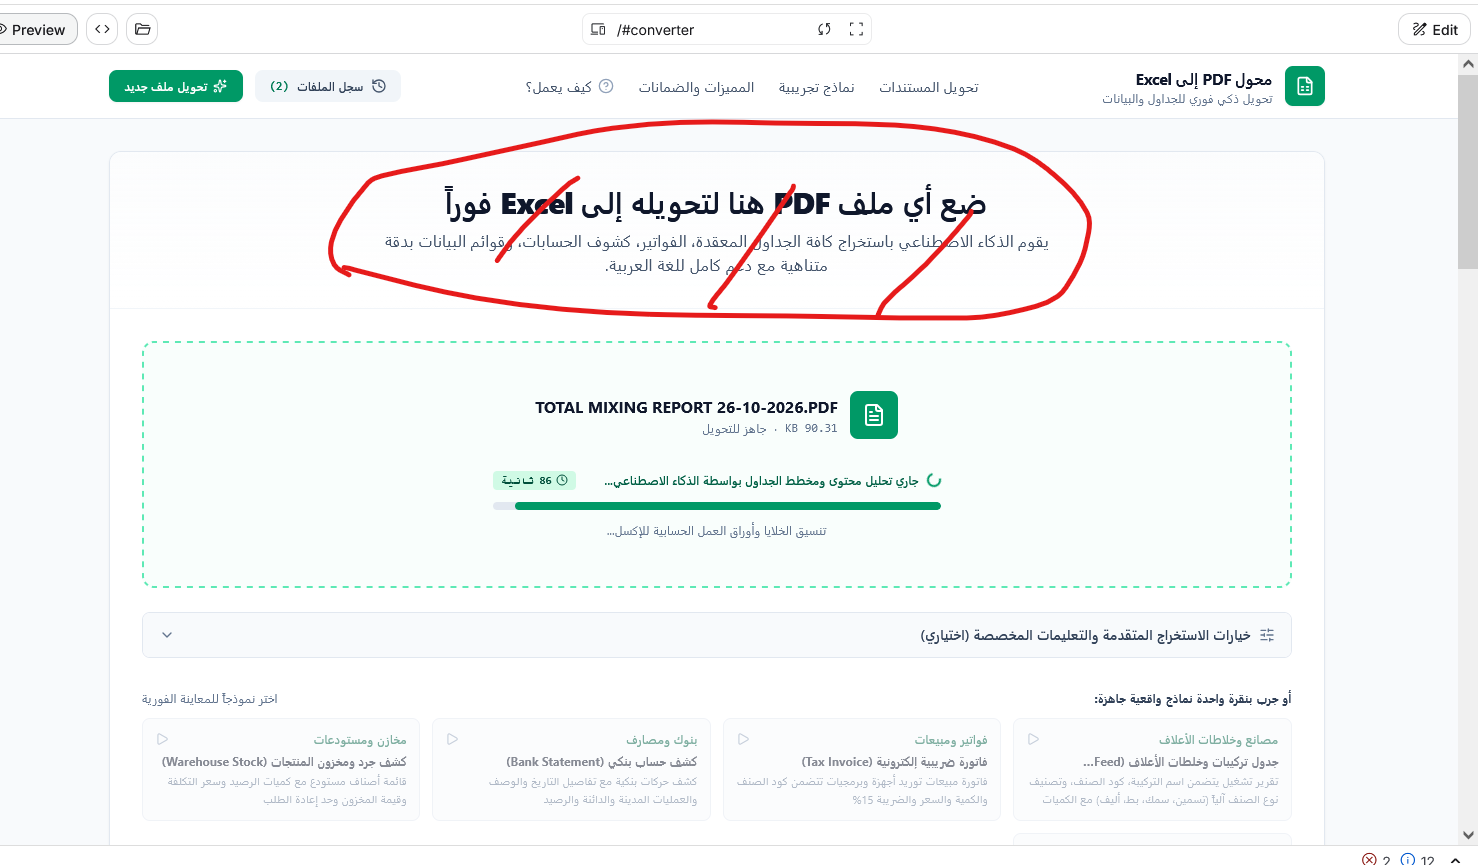 Preview
/#converter
Edit
محول PDF إلى Excel
تحويل ذكي فوري للجداول والبيانات
تحويل المستندات
نماذج تجريبية
المميزات والضمانات
كيف يعمل؟
سجل الملفات (2)
تحويل ملف جديد
ضع أي ملف PDF هنا لتحويله إلى Excel فوراً
يقوم الذكاء الاصطناعي باستخراج كافة الجداول المعقدة، الفواتير، كشوف الحسابات، وقوائم البيانات بدقة
متناهية مع دعم كامل للغة العربية.
TOTAL MIXING REPORT 26-10-2026.PDF
90.31 KB · جاهز للتحويل
جاري تحليل محتوى ومخطط الجداول بواسطة الذكاء الاصطناعي...
86 ثانية
تنسيق الخلايا وأوراق العمل الحسابية للإكسل...
خيارات الاستخراج المتقدمة والتعليمات المخصصة (اختياري)
أو جرب بنقرة واحدة نماذج واقعية جاهزة:
اختر نموذجاً للمعاينة الفورية
مصانع وخلاطات الأعلاف
جدول تركيبات وخلطات الأعلاف (Feed...
تقرير تشغيل يتضمن اسم التركيبة، كود الصنف، وتصنيف
نوع الصنف آلياً (تسمين، سمك، بط، أليف) مع الكميات
فواتير ومبيعات
فاتورة ضريبية إلكترونية (Tax Invoice)
فاتورة مبيعات توريد أجهزة وبرمجيات تتضمن كود الصنف
والكمية والسعر والضريبة 15%
بنوك ومصارف
كشف حساب بنكي (Bank Statement)
كشف حركات بنكية مع تفاصيل التاريخ والوصف
والعمليات المدينة والدائنة والرصيد
مخازن ومستودعات
كشف جرد ومخزون المنتجات (Warehouse Stock)
قائمة أصناف مستودع مع كميات الرصيد وسعر التكلفة
وقيمة المخزون وحد إعادة الطلب
2
12